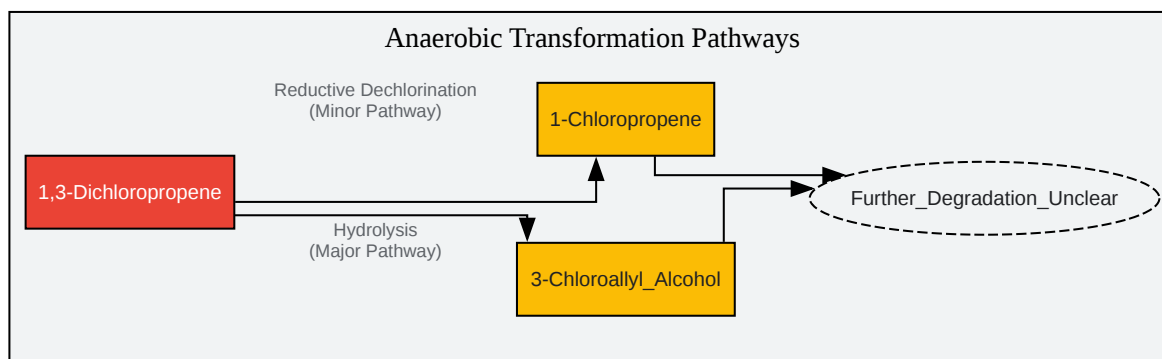 Anaerobic Transformation Pathways
Reductive Dechlorination
(Minor Pathway)
1-Chloropropene
1,3-Dichloropropene
Further_Degradation_Unclear
Hydrolysis
(Major Pathway)
3-Chloroallyl_Alcohol